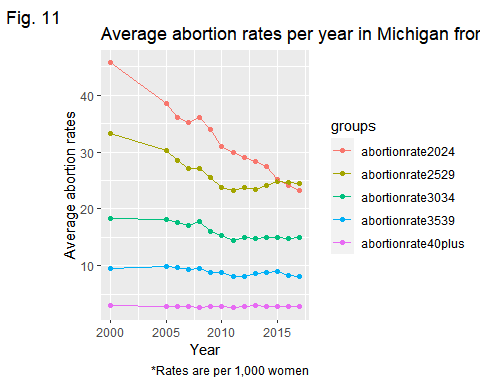 Fig. 11
Average abortion rates per year in Michigan fror
Average abortion rates
40
30
20
10
2000
2005
2010
2015
Year
*Rates are per 1,000 women
groups
abortionrate2024
abortionrate2529
abortionrate3034
abortionrate3539
abortionrate40plus